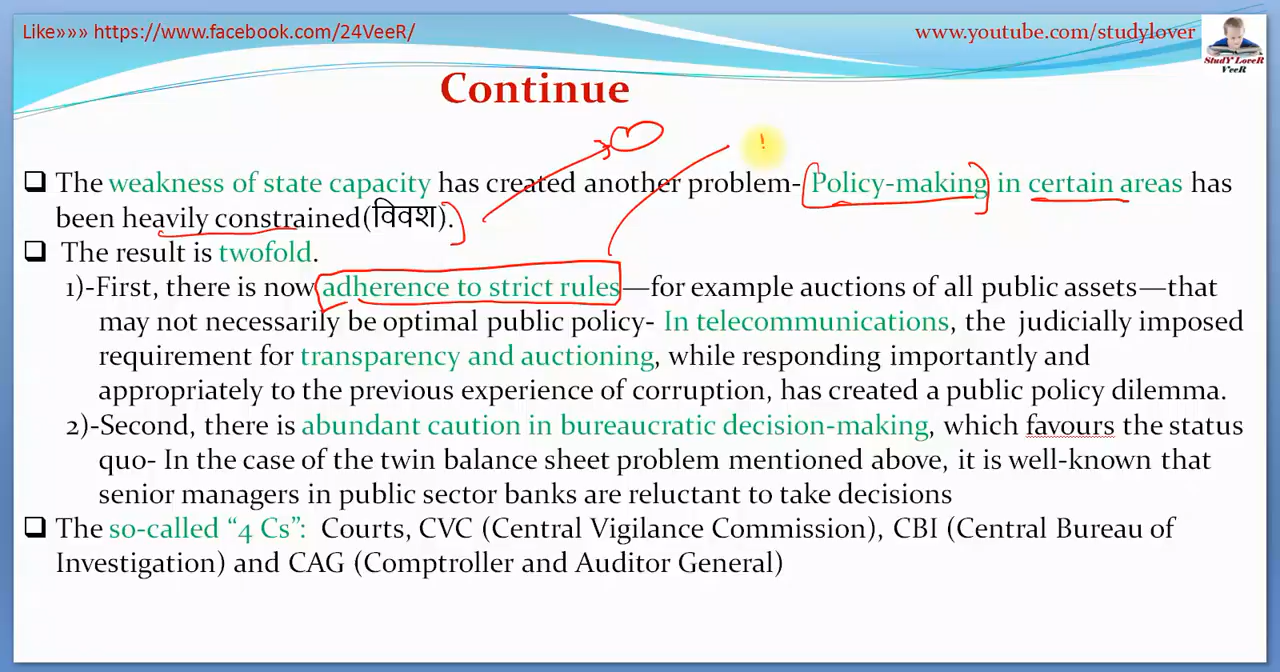 Like»»» https://www.facebook.com/24VeeR/
www.youtube.com/studylover
StudY LoveR
VeeR
Continue
❑ The weakness of state capacity has created another problem- Policy-making in certain areas has
been heavily constrained(विवश).
❑ The result is twofold.
1)-First, there is now adherence to strict rules—for example auctions of all public assets—that
may not necessarily be optimal public policy- In telecommunications, the judicially imposed
requirement for transparency and auctioning, while responding importantly and
appropriately to the previous experience of corruption, has created a public policy dilemma.
2)-Second, there is abundant caution in bureaucratic decision-making, which favours the status
quo- In the case of the twin balance sheet problem mentioned above, it is well-known that
senior managers in public sector banks are reluctant to take decisions
❑ The so-called “4 Cs”: Courts, CVC (Central Vigilance Commission), CBI (Central Bureau of
Investigation) and CAG (Comptroller and Auditor General)